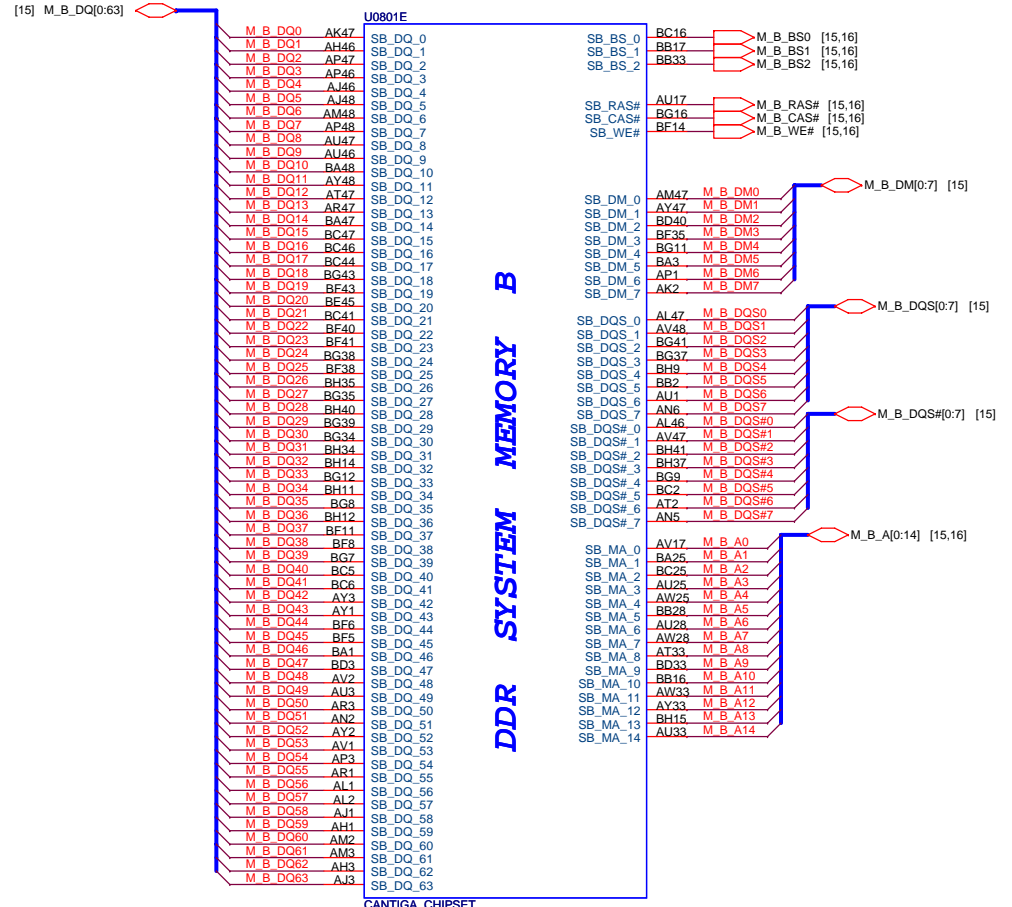 [15] M_B_DQ[0:63]
U0801E
M_B_DQ0 AK47 SB_DQ_0
M_B_DQ1 AH46 SB_DQ_1
M_B_DQ2 AP47 SB_DQ_2
M_B_DQ3 AP46 SB_DQ_3
M_B_DQ4 AJ46 SB_DQ_4
M_B_DQ5 AJ48 SB_DQ_5
M_B_DQ6 AM48 SB_DQ_6
M_B_DQ7 AP48 SB_DQ_7
M_B_DQ8 AU47 SB_DQ_8
M_B_DQ9 AU46 SB_DQ_9
M_B_DQ10 BA48 SB_DQ_10
M_B_DQ11 AY48 SB_DQ_11
M_B_DQ12 AT47 SB_DQ_12
M_B_DQ13 AR47 SB_DQ_13
M_B_DQ14 BA47 SB_DQ_14
M_B_DQ15 BC47 SB_DQ_15
M_B_DQ16 BC46 SB_DQ_16
M_B_DQ17 BC44 SB_DQ_17
M_B_DQ18 BG43 SB_DQ_18
M_B_DQ19 BF43 SB_DQ_19
M_B_DQ20 BE45 SB_DQ_20
M_B_DQ21 BC41 SB_DQ_21
M_B_DQ22 BF40 SB_DQ_22
M_B_DQ23 BF41 SB_DQ_23
M_B_DQ24 BG38 SB_DQ_24
M_B_DQ25 BF38 SB_DQ_25
M_B_DQ26 BH35 SB_DQ_26
M_B_DQ27 BG35 SB_DQ_27
M_B_DQ28 BH40 SB_DQ_28
M_B_DQ29 BG39 SB_DQ_29
M_B_DQ30 BG34 SB_DQ_30
M_B_DQ31 BH34 SB_DQ_31
M_B_DQ32 BH14 SB_DQ_32
M_B_DQ33 BG12 SB_DQ_33
M_B_DQ34 BH11 SB_DQ_34
M_B_DQ35 BG8 SB_DQ_35
M_B_DQ36 BH12 SB_DQ_36
M_B_DQ37 BF11 SB_DQ_37
M_B_DQ38 BF8 SB_DQ_38
M_B_DQ39 BG7 SB_DQ_39
M_B_DQ40 BC5 SB_DQ_40
M_B_DQ41 BC6 SB_DQ_41
M_B_DQ42 AY3 SB_DQ_42
M_B_DQ43 AY1 SB_DQ_43
M_B_DQ44 BF6 SB_DQ_44
M_B_DQ45 BF5 SB_DQ_45
M_B_DQ46 BA1 SB_DQ_46
M_B_DQ47 BD3 SB_DQ_47
M_B_DQ48 AV2 SB_DQ_48
M_B_DQ49 AU3 SB_DQ_49
M_B_DQ50 AR3 SB_DQ_50
M_B_DQ51 AN2 SB_DQ_51
M_B_DQ52 AY2 SB_DQ_52
M_B_DQ53 AV1 SB_DQ_53
M_B_DQ54 AP3 SB_DQ_54
M_B_DQ55 AR1 SB_DQ_55
M_B_DQ56 AL1 SB_DQ_56
M_B_DQ57 AL2 SB_DQ_57
M_B_DQ58 AJ1 SB_DQ_58
M_B_DQ59 AH1 SB_DQ_59
M_B_DQ60 AM2 SB_DQ_60
M_B_DQ61 AM3 SB_DQ_61
M_B_DQ62 AH3 SB_DQ_62
M_B_DQ63 AJ3 SB_DQ_63
DDR SYSTEM MEMORY B
SB_BS_0 BC16 M_B_BS0 [15,16]
SB_BS_1 BB17 M_B_BS1 [15,16]
SB_BS_2 BB33 M_B_BS2 [15,16]
SB_RAS# AU17 M_B_RAS# [15,16]
SB_CAS# BG16 M_B_CAS# [15,16]
SB_WE# BF14 M_B_WE# [15,16]
M_B_DM[0:7] [15]
SB_DM_0 AM47 M_B_DM0
SB_DM_1 AY47 M_B_DM1
SB_DM_2 BD40 M_B_DM2
SB_DM_3 BF35 M_B_DM3
SB_DM_4 BG11 M_B_DM4
SB_DM_5 BA3 M_B_DM5
SB_DM_6 AP1 M_B_DM6
SB_DM_7 AK2 M_B_DM7
M_B_DQS[0:7] [15]
SB_DQS_0 AL47 M_B_DQS0
SB_DQS_1 AV48 M_B_DQS1
SB_DQS_2 BG41 M_B_DQS2
SB_DQS_3 BG37 M_B_DQS3
SB_DQS_4 BH9 M_B_DQS4
SB_DQS_5 BB2 M_B_DQS5
SB_DQS_6 AU1 M_B_DQS6
SB_DQS_7 AN6 M_B_DQS7
M_B_DQS#[0:7] [15]
SB_DQS#_0 AL46 M_B_DQS#0
SB_DQS#_1 AV47 M_B_DQS#1
SB_DQS#_2 BH41 M_B_DQS#2
SB_DQS#_3 BH37 M_B_DQS#3
SB_DQS#_4 BG9 M_B_DQS#4
SB_DQS#_5 BC2 M_B_DQS#5
SB_DQS#_6 AT2 M_B_DQS#6
SB_DQS#_7 AN5 M_B_DQS#7
M_B_A[0:14] [15,16]
SB_MA_0 AV17 M_B_A0
SB_MA_1 BA25 M_B_A1
SB_MA_2 BC25 M_B_A2
SB_MA_3 AU25 M_B_A3
SB_MA_4 AW25 M_B_A4
SB_MA_5 BB28 M_B_A5
SB_MA_6 AU28 M_B_A6
SB_MA_7 AW28 M_B_A7
SB_MA_8 AT33 M_B_A8
SB_MA_9 BD33 M_B_A9
SB_MA_10 BB16 M_B_A10
SB_MA_11 AW33 M_B_A11
SB_MA_12 AY33 M_B_A12
SB_MA_13 BH15 M_B_A13
SB_MA_14 AU33 M_B_A14
CANTIGA_CHIPSET